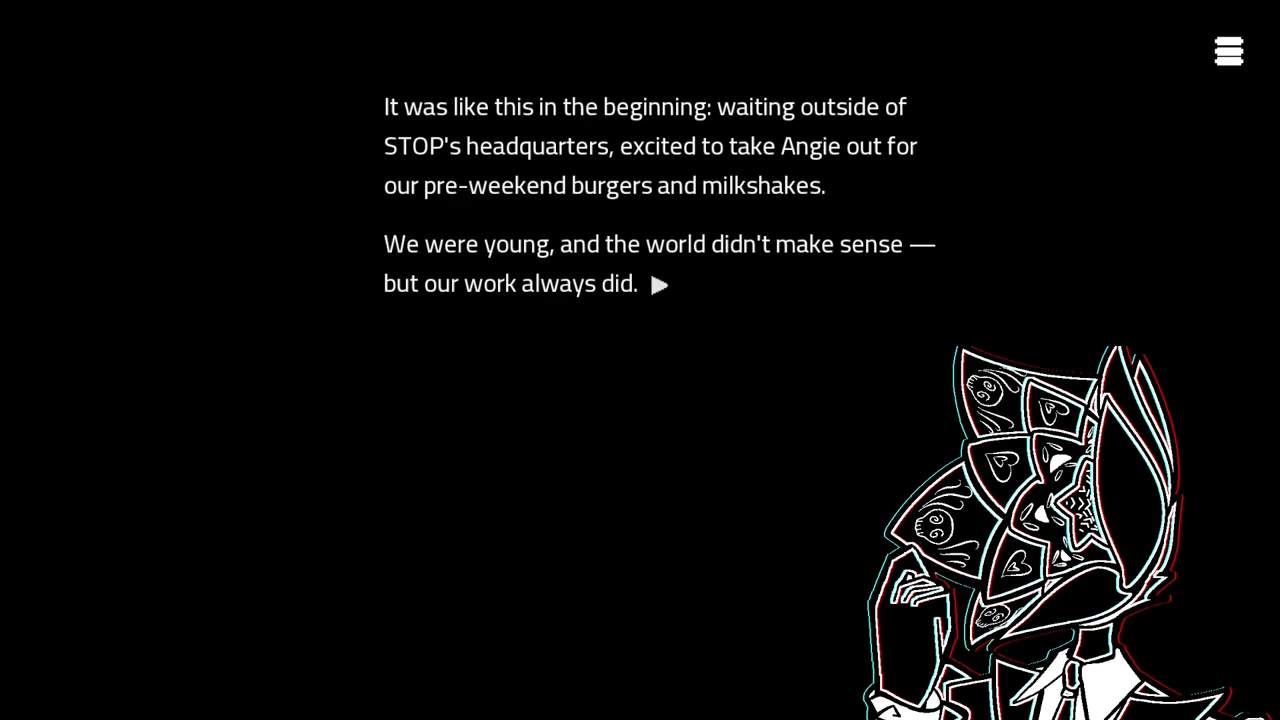 It was like this in the beginning: waiting outside of
STOP's headquarters, excited to take Angie out for
our pre-weekend burgers and milkshakes.
We were young, and the world didn't make sense —
but our work always did.